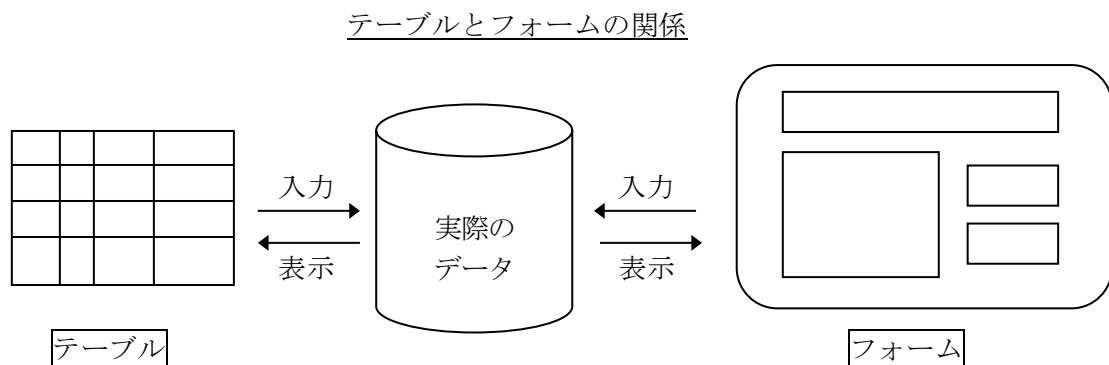 テーブルとフォームの関係
入力
表示
実際の
データ
入力
表示
テーブル
フォーム